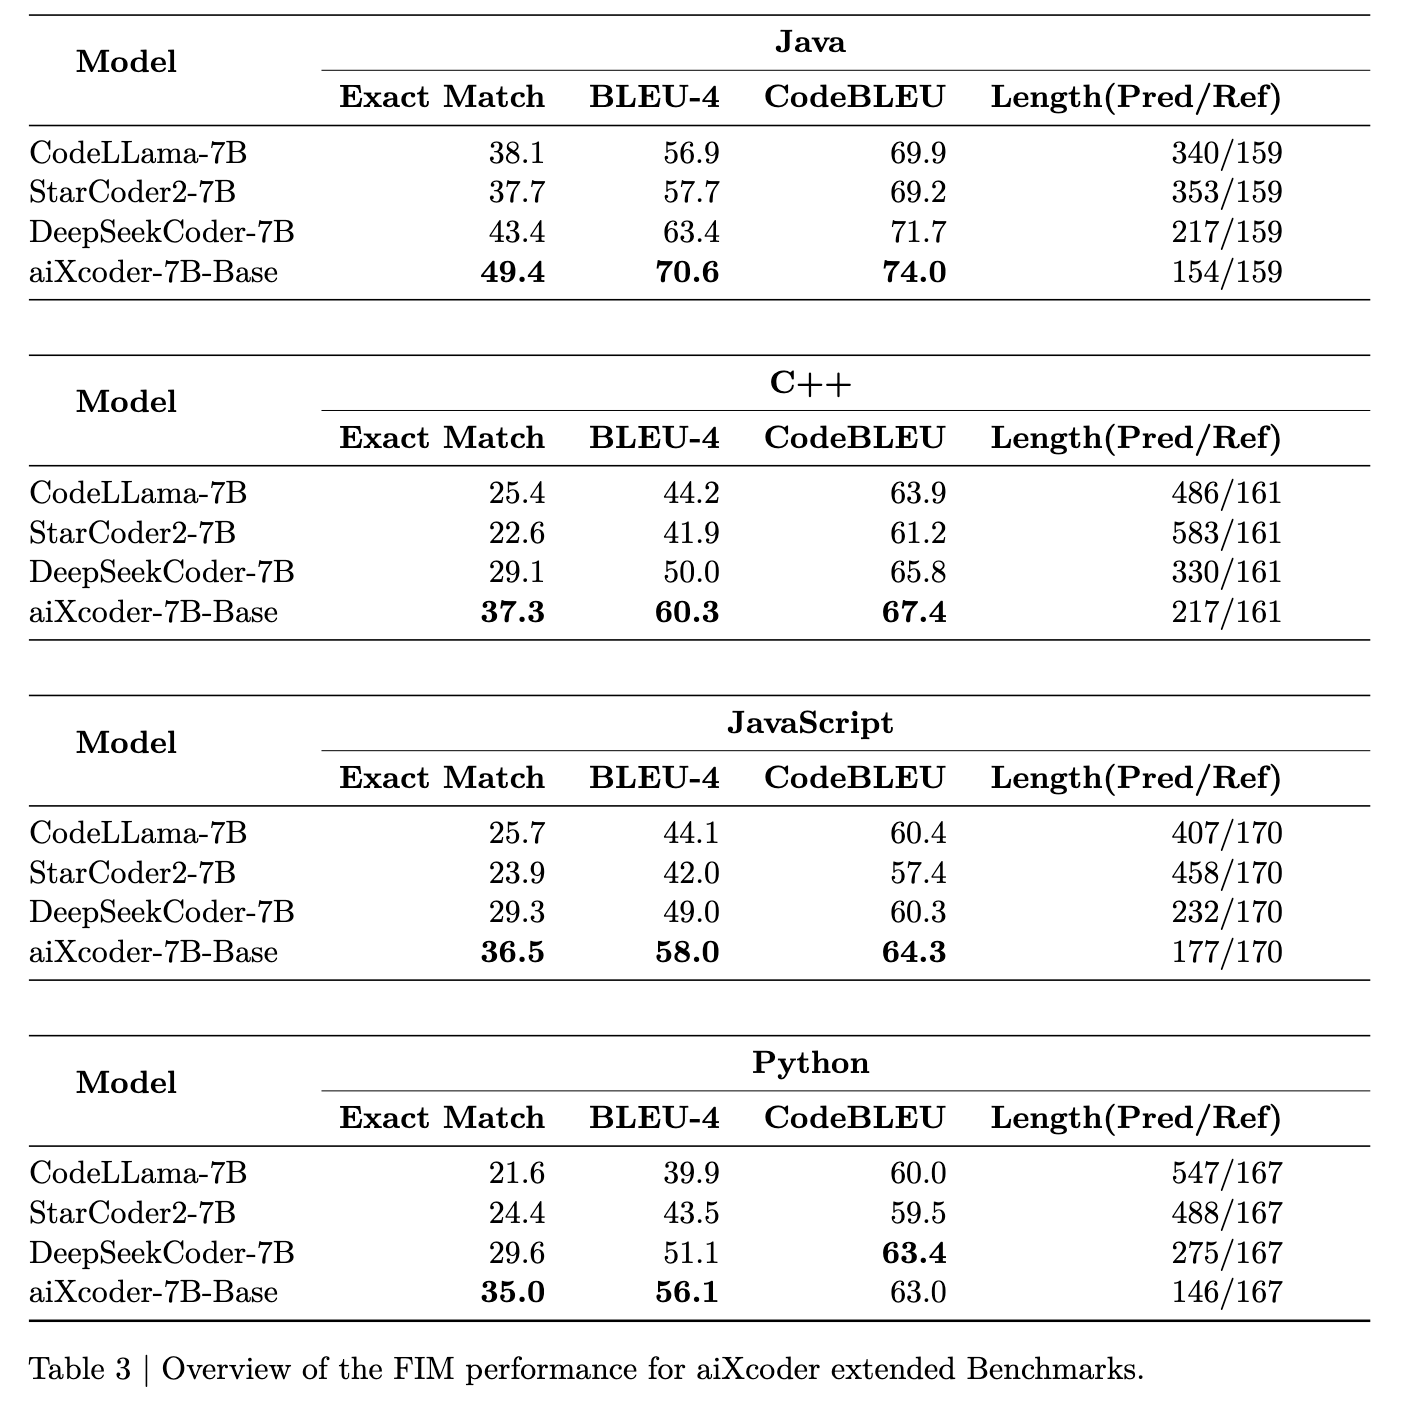 Model Java
Exact Match BLEU-4 CodeBLEU Length(Pred/Ref)
CodeLLama-7B 38.1 56.9 69.9 340/159
StarCoder2-7B 37.7 57.7 69.2 353/159
DeepSeekCoder-7B 43.4 63.4 71.7 217/159
aiXcoder-7B-Base 49.4 70.6 74.0 154/159
Model C++
Exact Match BLEU-4 CodeBLEU Length(Pred/Ref)
CodeLLama-7B 25.4 44.2 63.9 486/161
StarCoder2-7B 22.6 41.9 61.2 583/161
DeepSeekCoder-7B 29.1 50.0 65.8 330/161
aiXcoder-7B-Base 37.3 60.3 67.4 217/161
Model JavaScript
Exact Match BLEU-4 CodeBLEU Length(Pred/Ref)
CodeLLama-7B 25.7 44.1 60.4 407/170
StarCoder2-7B 23.9 42.0 57.4 458/170
DeepSeekCoder-7B 29.3 49.0 60.3 232/170
aiXcoder-7B-Base 36.5 58.0 64.3 177/170
Model Python
Exact Match BLEU-4 CodeBLEU Length(Pred/Ref)
CodeLLama-7B 21.6 39.9 60.0 547/167
StarCoder2-7B 24.4 43.5 59.5 488/167
DeepSeekCoder-7B 29.6 51.1 63.4 275/167
aiXcoder-7B-Base 35.0 56.1 63.0 146/167
Table 3 | Overview of the FIM performance for aiXcoder extended Benchmarks.